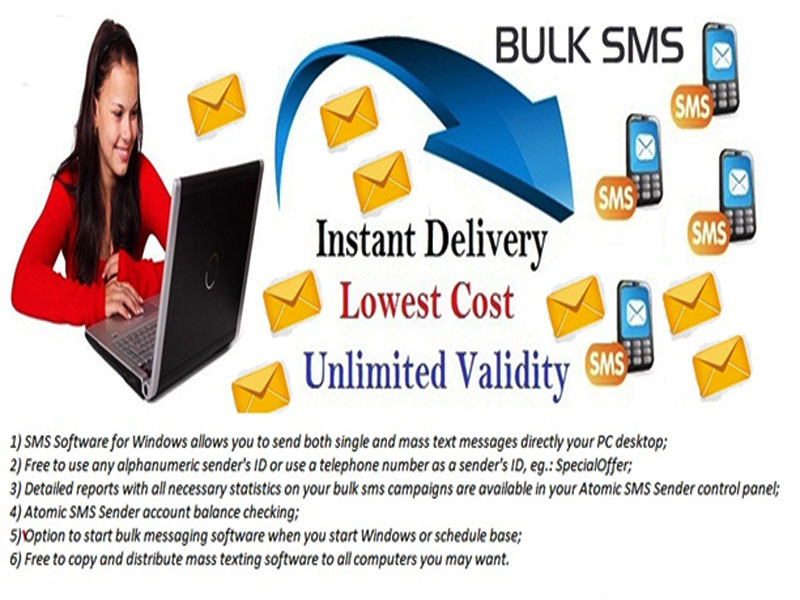 BULK SMS
SMS
SMS
SMS
Instant Delivery
Lowest Cost
Unlimited Validity
SMS
1) SMS Software for Windows allows you to send both single and mass text messages directly your PC desktop;
2) Free to use any alphanumeric sender's ID or use a telephone number as a sender's ID, eg.: SpecialOffer;
3) Detailed reports with all necessary statistics on your bulk sms campaigns are available in your Atomic SMS Sender control panel;
4) Atomic SMS Sender account balance checking;
5) Option to start bulk messaging software when you start Windows or schedule base;
6) Free to copy and distribute mass texting software to all computers you may want.